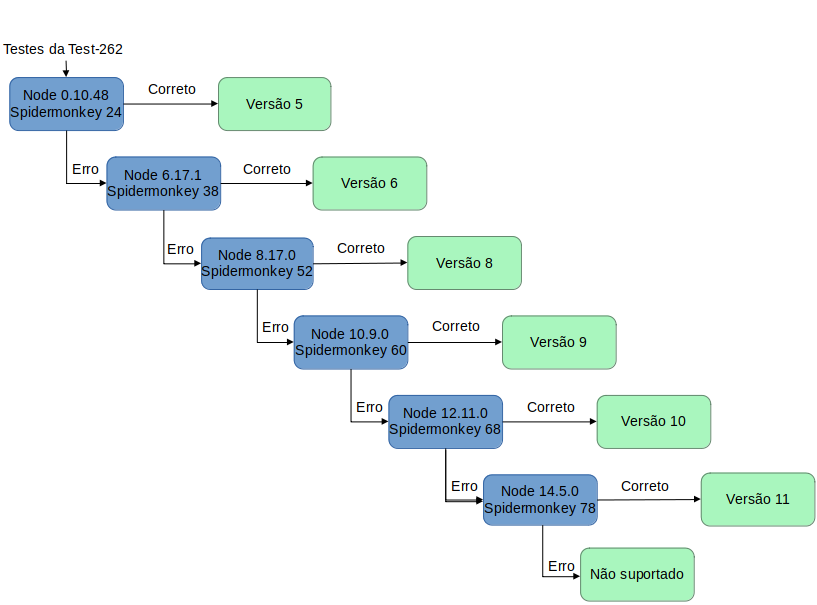 Testes da Test-262
Node 0.10.48
Spidermonkey 24
Correto
Versão 5
Erro
Node 6.17.1
Spidermonkey 38
Correto
Versão 6
Erro
Node 8.17.0
Spidermonkey 52
Correto
Versão 8
Erro
Node 10.9.0
Spidermonkey 60
Correto
Versão 9
Erro
Node 12.11.0
Spidermonkey 68
Correto
Versão 10
Erro
Node 14.5.0
Spidermonkey 78
Correto
Versão 11
Erro
Não suportado